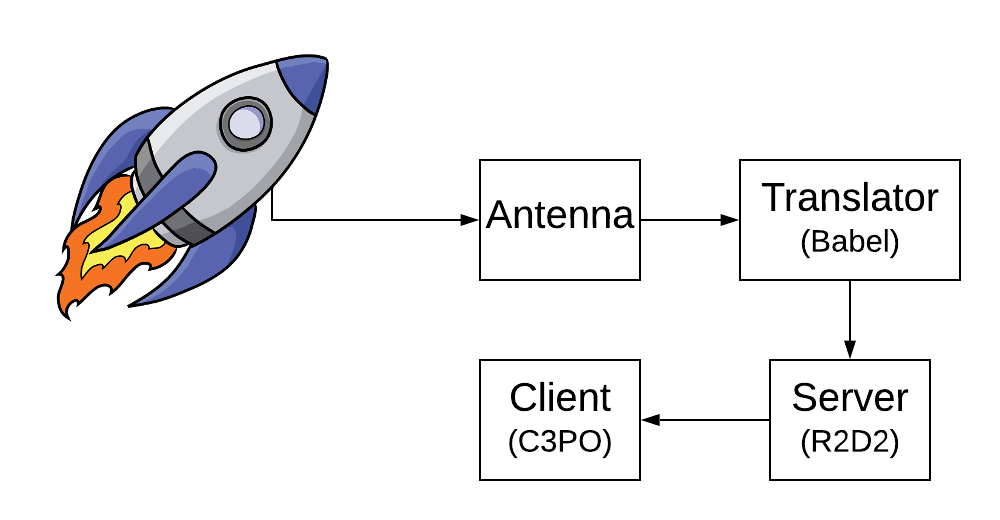 Antenna
Translator
(Babel)
Client
(C3PO)
Server
(R2D2)